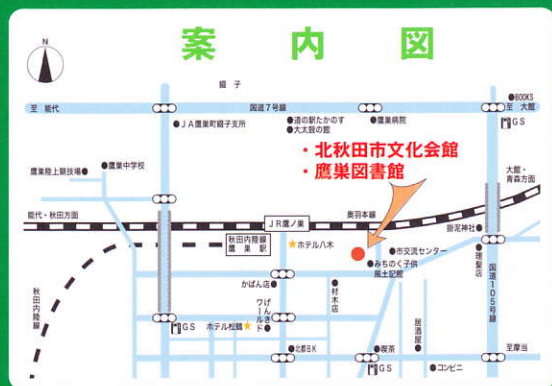 案内図
N
綴子
至 能代
国道7号線
BOOKS
至 大館
GS
JA鷹巣町綴子支所
道の駅たかのす
大太鼓の館
鷹巣病院
・北秋田市文化会館
・鷹巣図書館
鷹巣中学校
鷹巣陸上競技場
大館・
青森方面
能代・秋田方面
JR鷹ノ巣
奥羽本線
秋田内陸線
鷹巣駅
ホテル八木
掛泥神社
市交流センター
みちのく子供
風土記館
理髪店
国道105号線
かばん店
げんき
ワールド
材木店
秋田内陸線
GS
ホテル松鶴
居酒屋
北都BK
喫茶
至摩当
GS
コンビニ